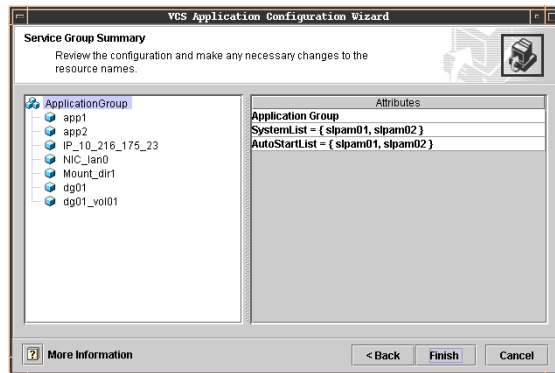 VCS Application Configuration Wizard
Service Group Summary
Review the configuration and make any necessary changes to the
resource names.
ApplicationGroup
app1
app2
IP_10_216_175_23
NIC_lan0
Mount_dir1
dg01
dg01_vol01
Attributes
Application Group
SystemList = { slpam01, slpam02 }
AutoStartList = { slpam01, slpam02 }
? More Information
< Back
Finish
Cancel